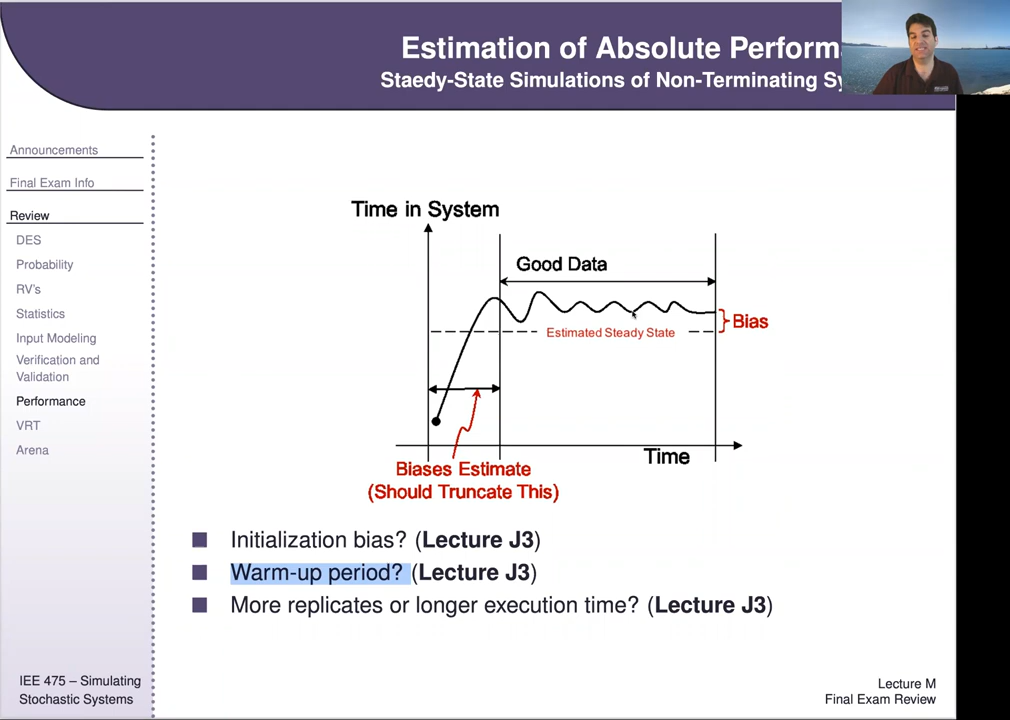 Estimation of Absolute Perform
Staedy-State Simulations of Non-Terminating Sy
Announcements
Final Exam Info
Review
DES
Probability
RV's
Statistics
Input Modeling
Verification and
Validation
Performance
VRT
Arena
Time in System
Good Data
Estimated Steady State
Bias
Time
Biases Estimate
(Should Truncate This)
Initialization bias? (Lecture J3)
Warm-up period? (Lecture J3)
More replicates or longer execution time? (Lecture J3)
IEE 475 – Simulating
Stochastic Systems
Lecture M
Final Exam Review